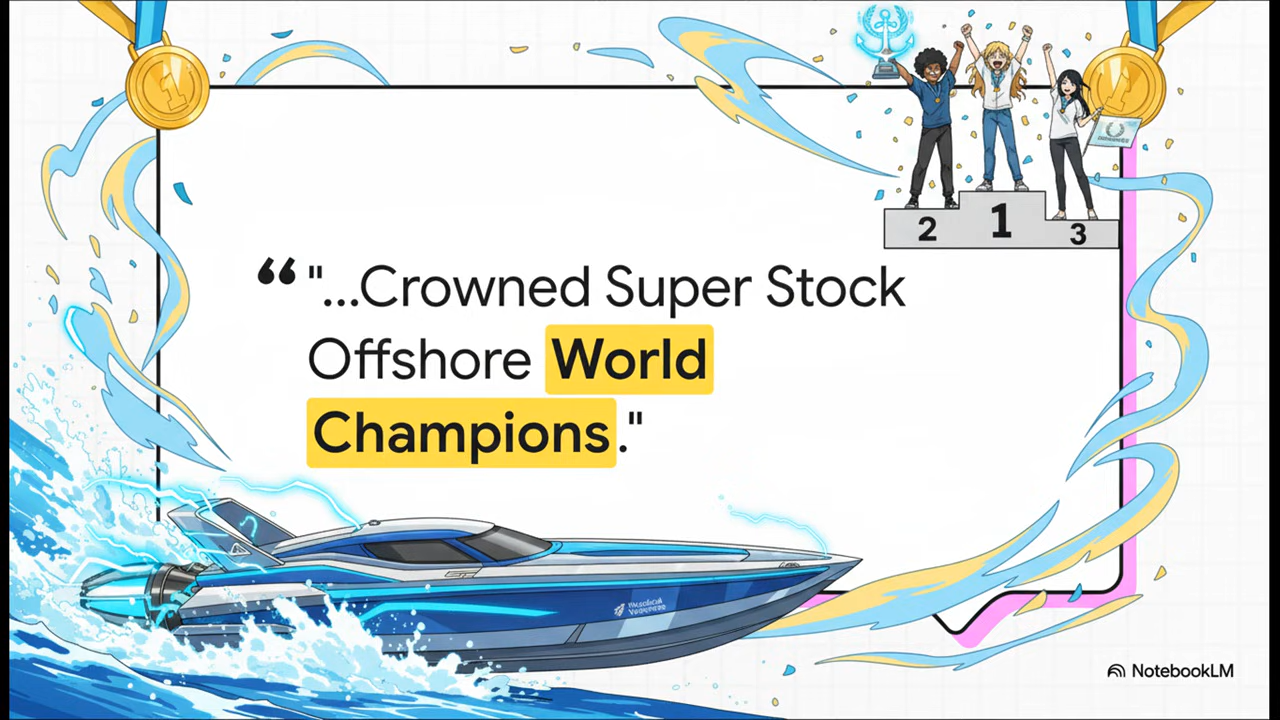 2
1
3
❝ "...Crowned Super Stock
Offshore World
Champions."
NotebookLM